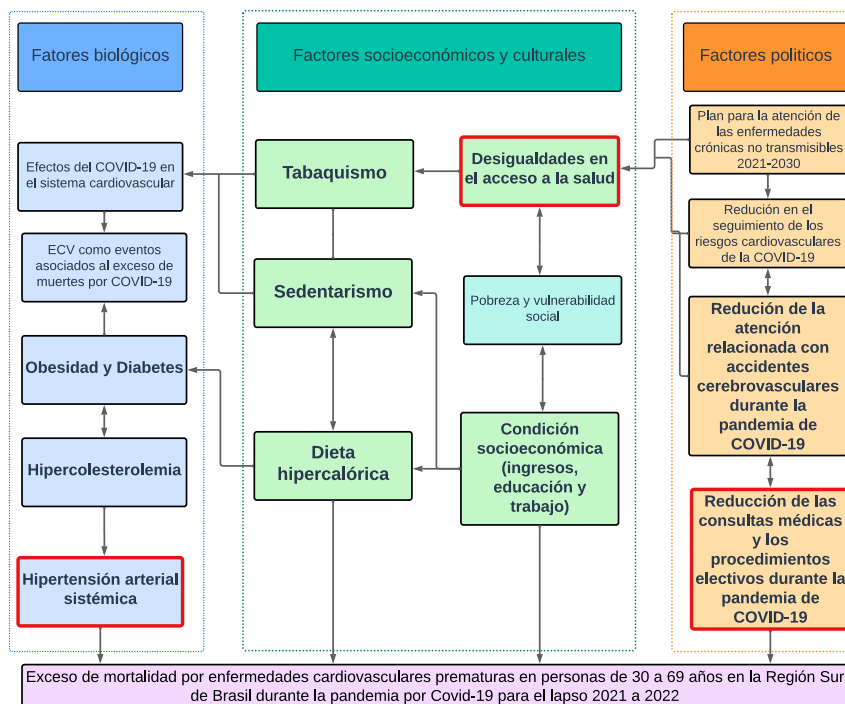 Fatores biológicos
Factores socioeconómicos y culturales
Factores politicos
Efectos del COVID-19 en
el sistema cardiovascular
ECV como eventos
asociados al exceso de
muertes por COVID-19
Obesidad y Diabetes
Hipercolesterolemia
Hipertensión arterial
sistémica
Tabaquismo
Sedentarismo
Dieta
hipercalórica
Desigualdades en
el acceso a la salud
Pobreza y vulnerabilidad
social
Condición
socioeconómica
(ingresos,
educación y
trabajo)
Plan para la atención de
las enfermedades
crónicas no transmisibles
2021-2030
Redución en el
seguimiento de los
riesgos cardiovasculares
de la COVID-19
Redución de la
atención
relacionada con
accidentes
cerebrovasculares
durante la
pandemia de
COVID-19
Reducción de las
consultas médicas
y los
procedimientos
electivos durante la
pandemia de
COVID-19
Exceso de mortalidad por enfermedades cardiovasculares prematuras en personas de 30 a 69 años en la Región Sur
de Brasil durante la pandemia por Covid-19 para el lapso 2021 a 2022